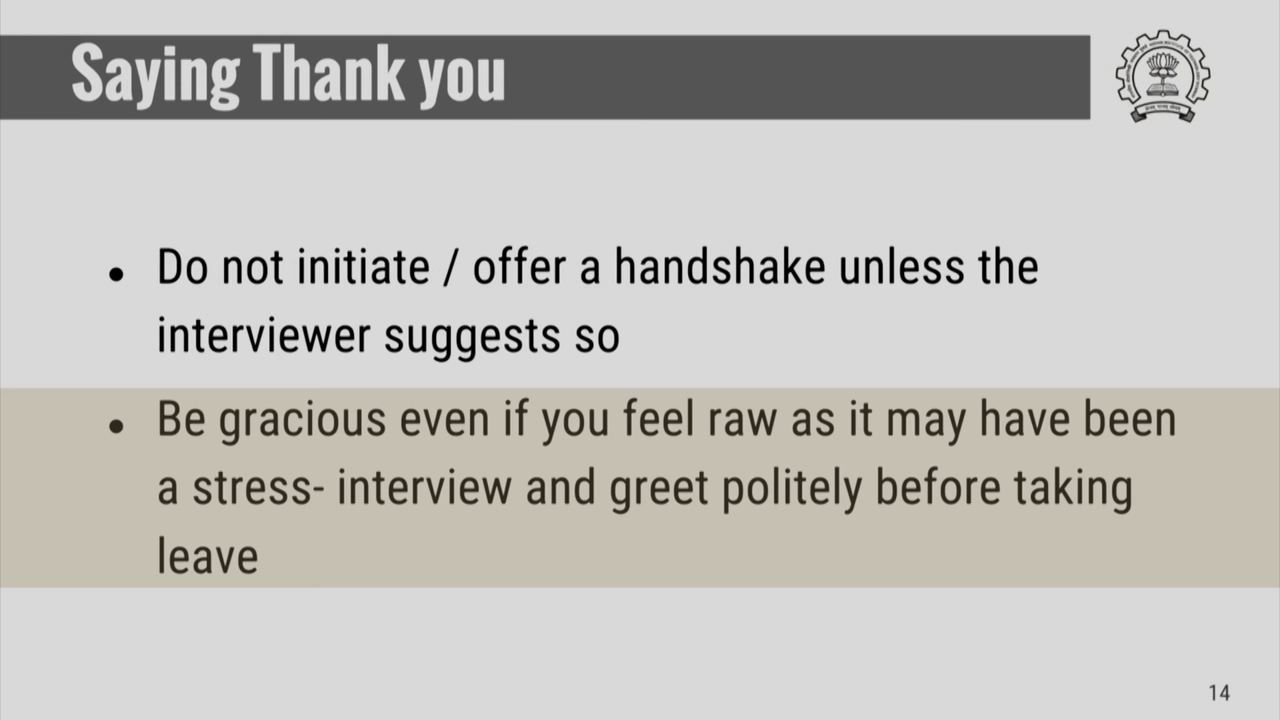 Saying Thank you
● Do not initiate / offer a handshake unless the
interviewer suggests so
● Be gracious even if you feel raw as it may have been
a stress- interview and greet politely before taking
leave
14